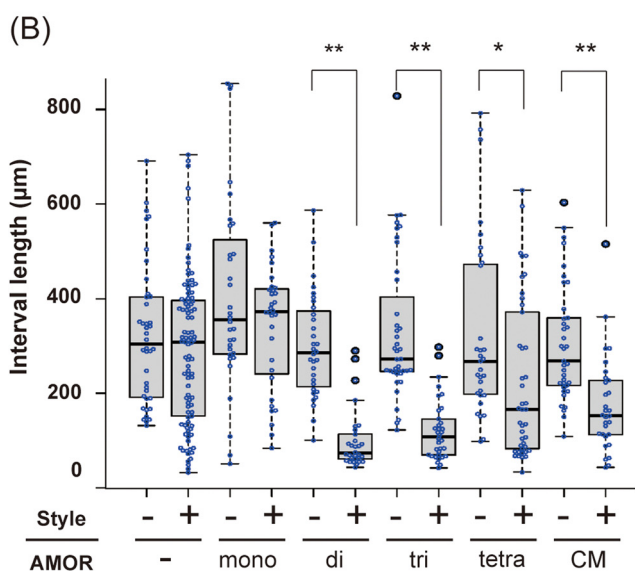 (B)
** ** * **
Interval length (μm)
800
600
400
200
0
Style - + - + - + - + - + - +
AMOR - mono di tri tetra CM